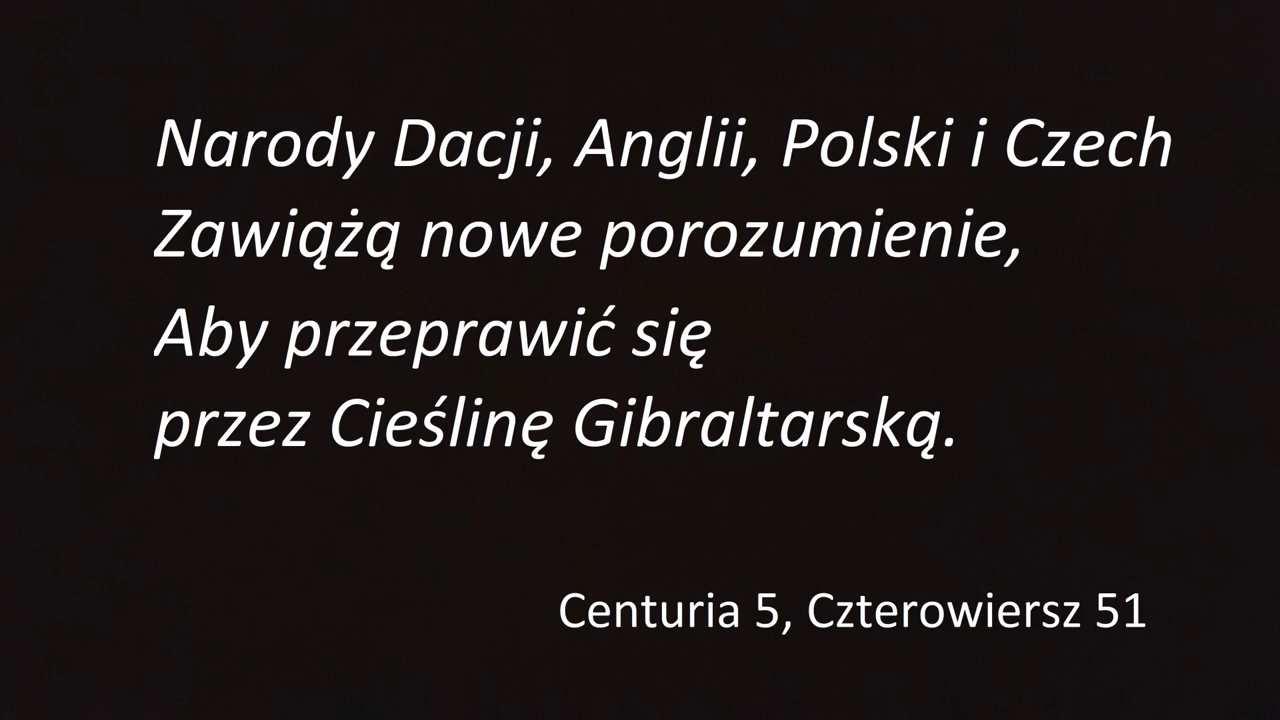 Narody Dacji, Anglii, Polski i Czech
Zawiążą nowe porozumienie,
Aby przeprawić się
przez Cieślinę Gibraltarską.
Centuria 5, Czterowiersz 51